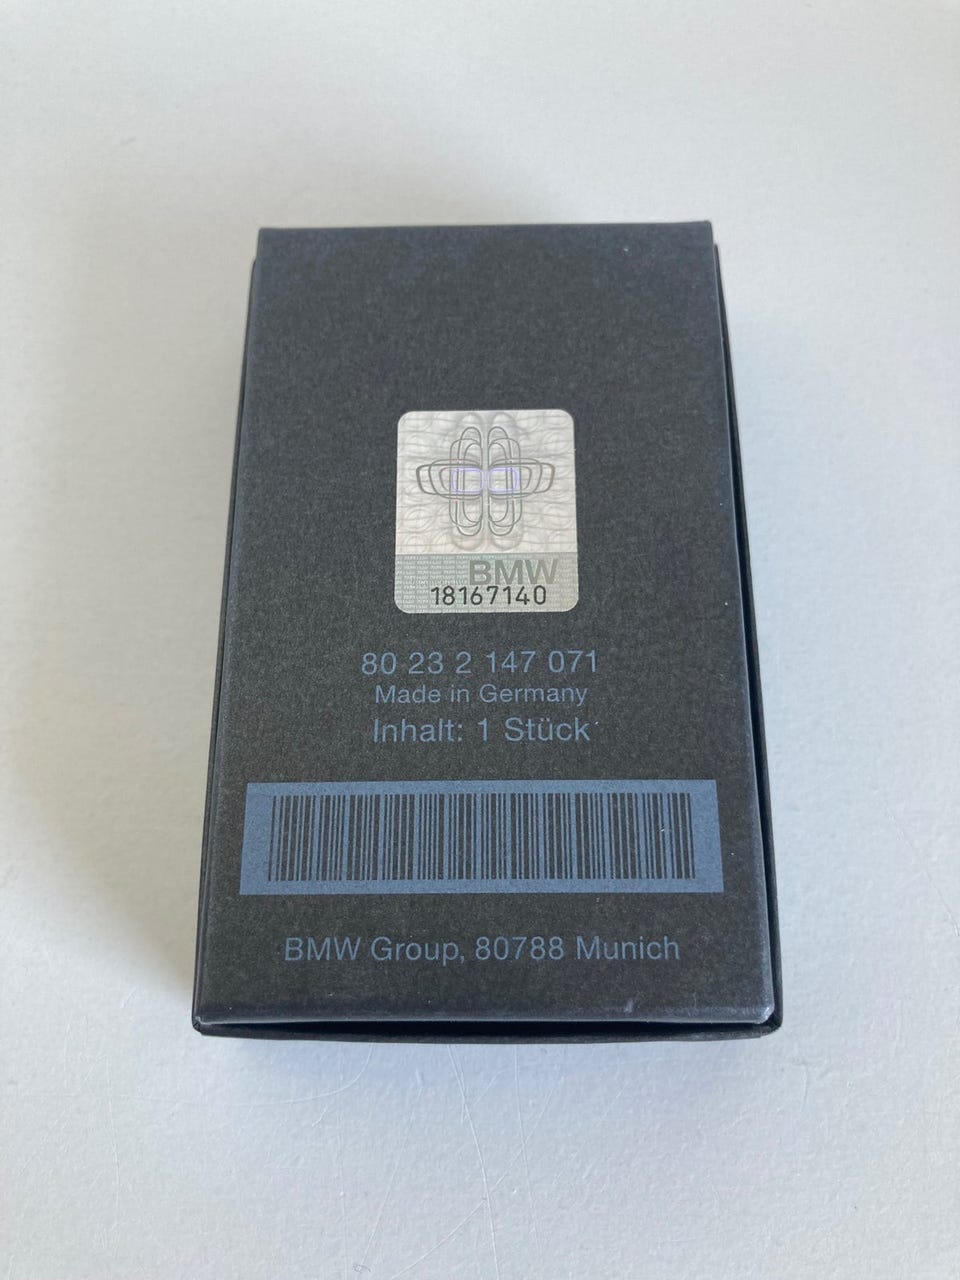 BMW
18167140
80 23 2 147 071
Made in Germany
Inhalt: 1 Stück
BMW Group, 80788 Munich